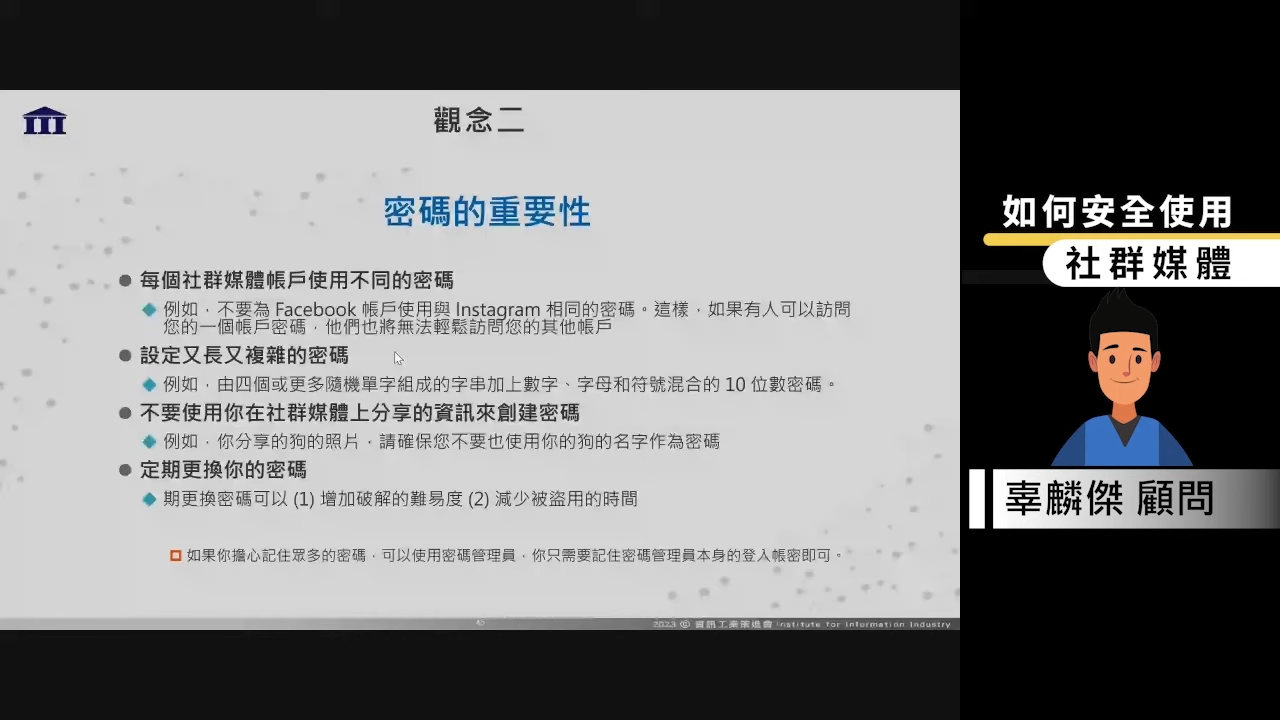 觀念二
密碼的重要性
每個社群媒體帳戶使用不同的密碼
例如，不要為 Facebook 帳戶使用與 Instagram 相同的密碼。這樣，如果有人可以訪問
您的一個帳戶密碼，他們也將無法輕鬆訪問您的其他帳戶
設定又長又複雜的密碼
例如，由四個或更多隨機單字組成的字串加上數字、字母和符號混合的 10 位數密碼。
不要使用你在社群媒體上分享的資訊來創建密碼
例如，你分享的狗的照片，請確保您不要也使用你的狗的名字作為密碼
定期更換你的密碼
期更換密碼可以 (1) 增加破解的難易度 (2) 減少被盜用的時間
如果你擔心記住眾多的密碼，可以使用密碼管理員，你只需要記住密碼管理員本身的登入帳密即可。
2023 © 資訊工業策進會 Institute for Information Industry
如何安全使用
社群媒體
辜麟傑 顧問